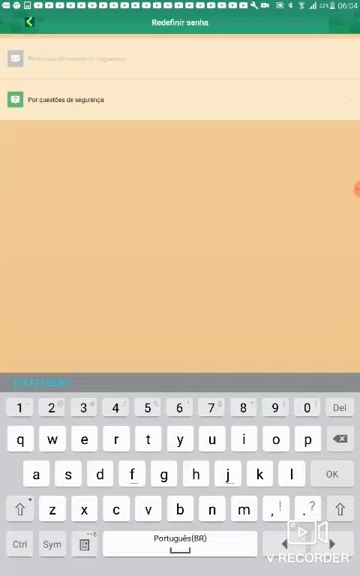 22% 06:04
Redefinir senha
Por questões de segurança
1 2 3 4 5 6 7 8 9 0 Del
q w e r t y u i o p
a s d f g h j k l OK
z x c v b n m , ! . ?
Ctrl Sym Português(BR)
V RECORDER